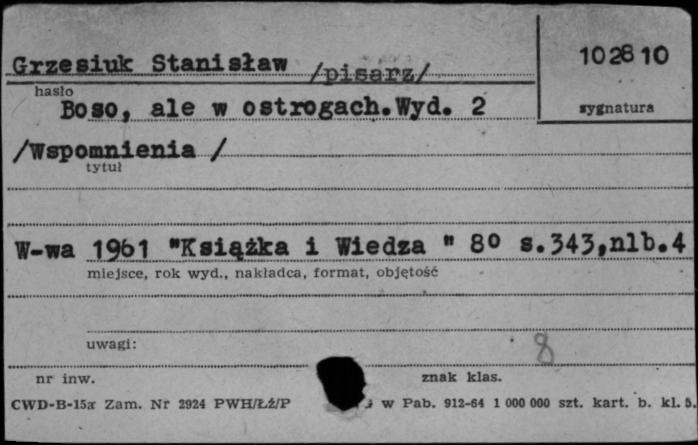 Grzesiuk Stanisław /pisarz/
102810
hasło
Boso, ale w ostrogach.Wyd. 2
sygnatura
/Wspomnienia /
tytuł
W-wa 1961 "Książka i Wiedza " 8º s.343,nlb.4
miejsce, rok wyd., nakładca, format, objętość
uwagi:
8
nr inw.
znak klas.
CWD-B-15a Zam. Nr 2924 PWH/ŁŹ/P w Pab. 912-64 1 000 000 szt. kart. b. kl. 5.